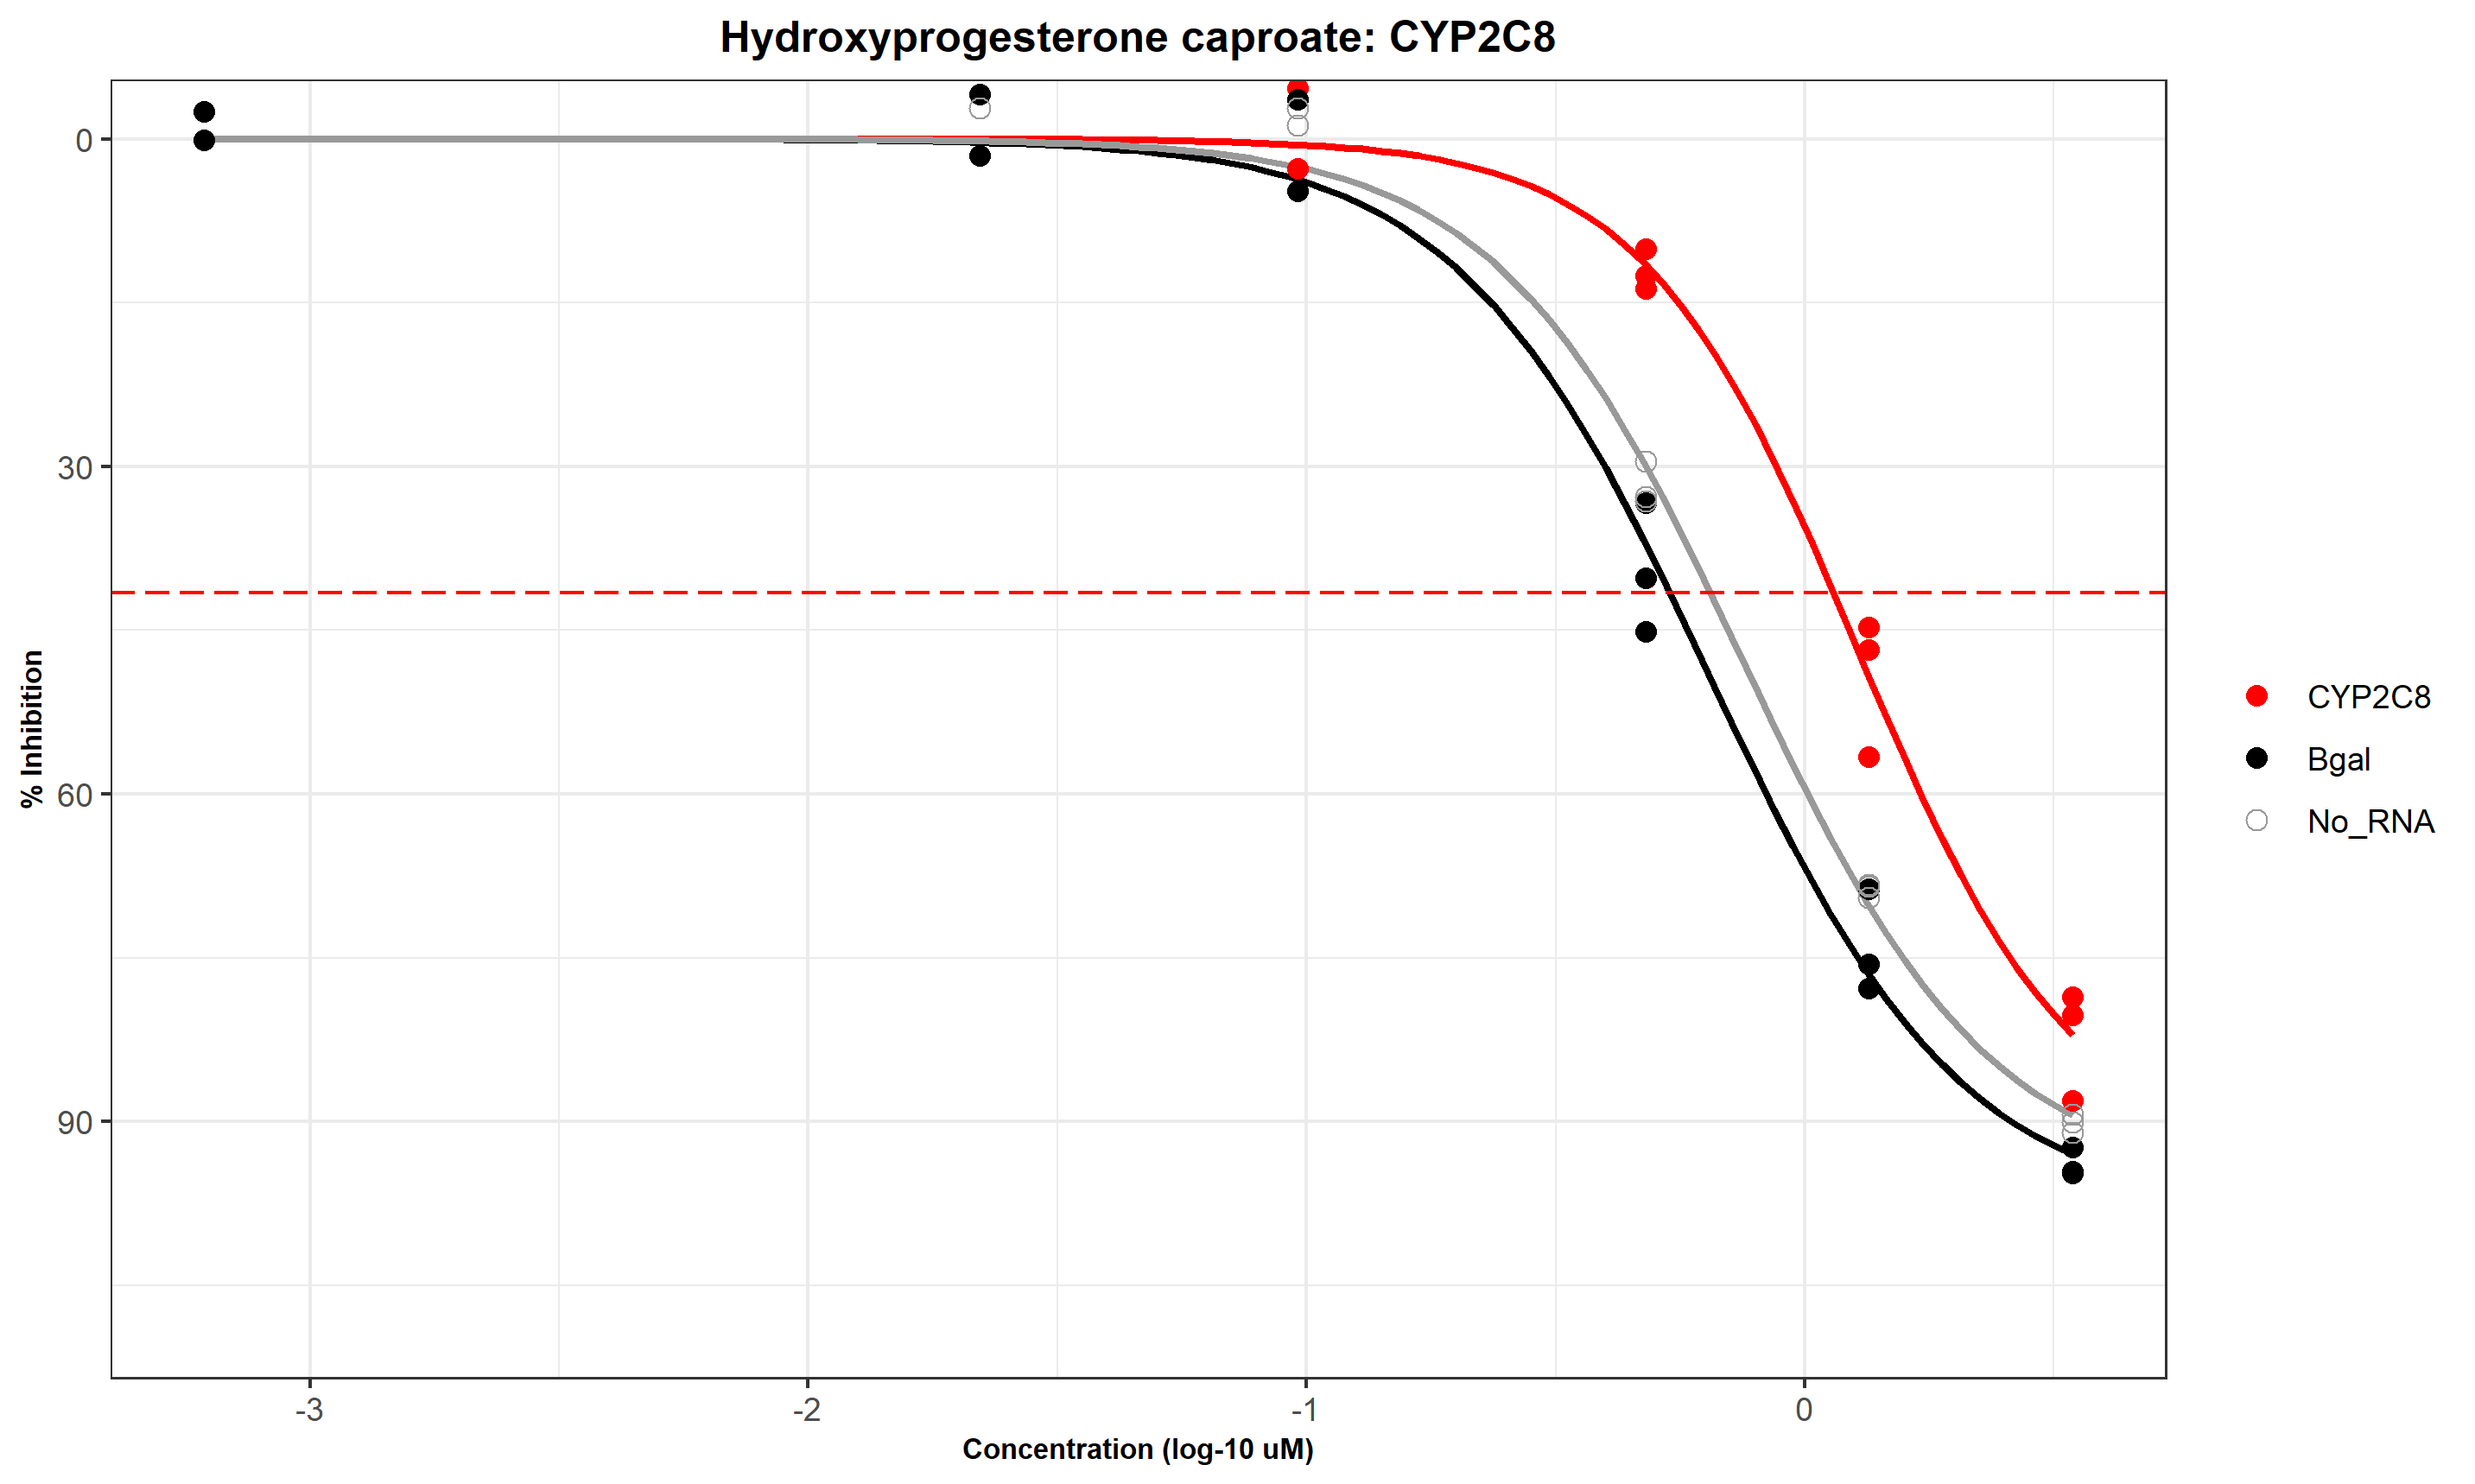 Hydroxyprogesterone caproate: CYP2C8
0
30
60
90
% Inhibition
-3
-2
-1
0
Concentration (log-10 uM)
CYP2C8
Bgal
No_RNA